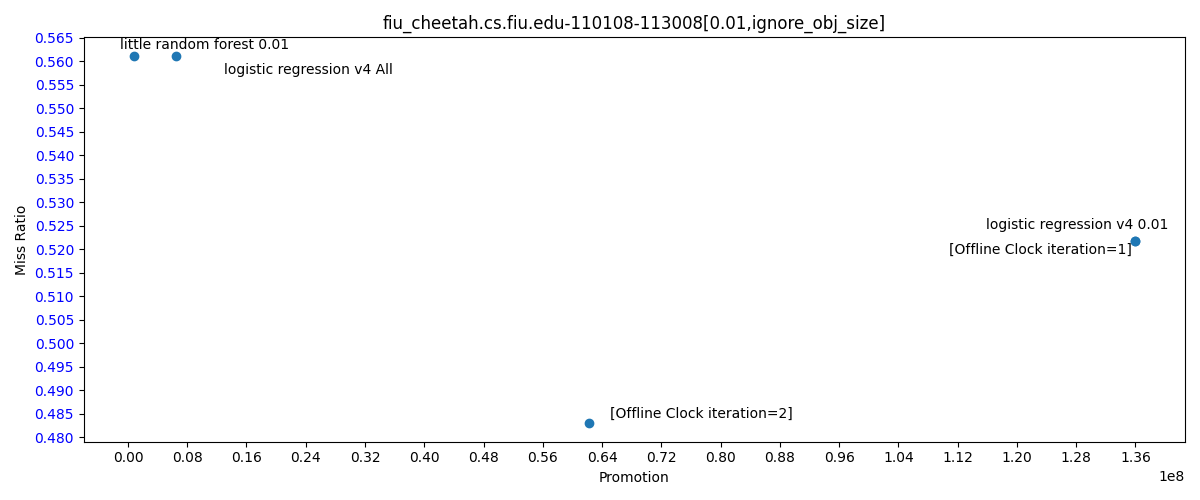 fiu_cheetah.cs.fiu.edu-110108-113008[0.01,ignore_obj_size]
0.565
0.560
0.555
0.550
0.545
0.540
0.535
0.530
0.525
0.520
0.515
0.510
0.505
0.500
0.495
0.490
0.485
0.480
Miss Ratio
little random forest 0.01
logistic regression v4 All
logistic regression v4 0.01
[Offline Clock iteration=1]
[Offline Clock iteration=2]
0.00 0.08 0.16 0.24 0.32 0.40 0.48 0.56 0.64 0.72 0.80 0.88 0.96 1.04 1.12 1.20 1.28 1.36
1e8
Promotion